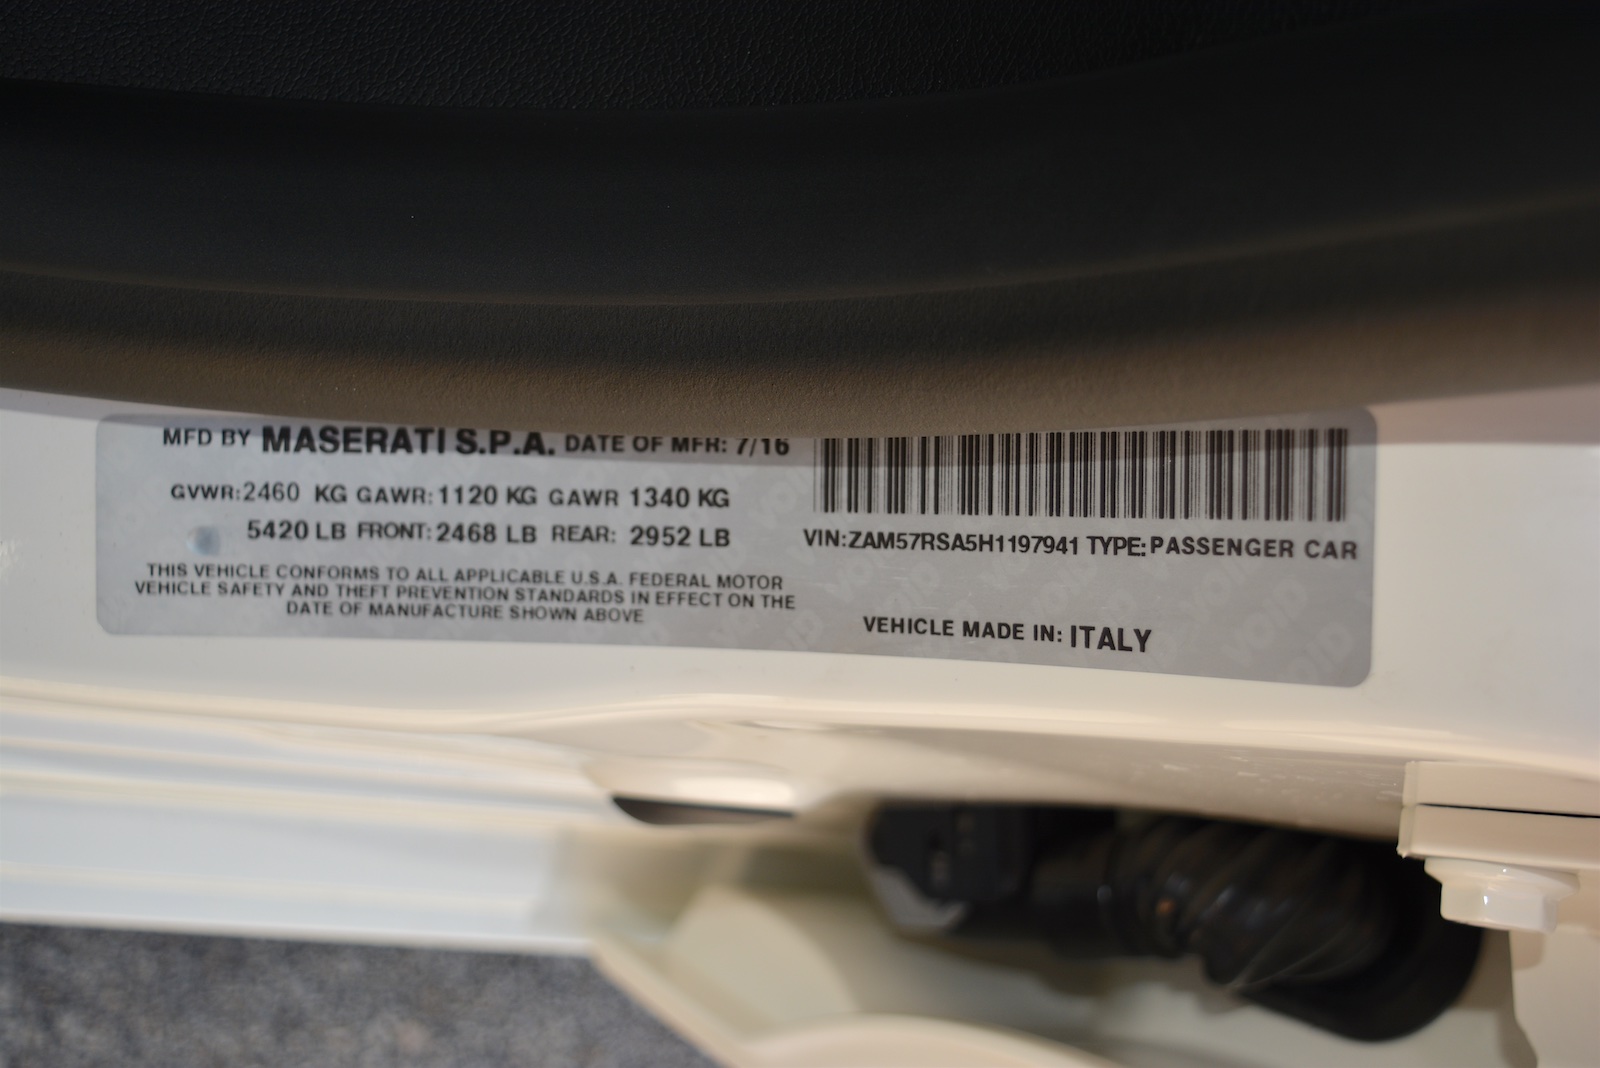 MFD BY MASERATI S.P.A. DATE OF MFR: 7/16
GVWR:2460 KG GAWR:1120 KG GAWR 1340 KG
5420 LB FRONT:2468 LB REAR: 2952 LB
THIS VEHICLE CONFORMS TO ALL APPLICABLE U.S.A. FEDERAL MOTOR
VEHICLE SAFETY AND THEFT PREVENTION STANDARDS IN EFFECT ON THE
DATE OF MANUFACTURE SHOWN ABOVE
VIN:ZAM57RSA5H1197941 TYPE:PASSENGER CAR
VEHICLE MADE IN: ITALY